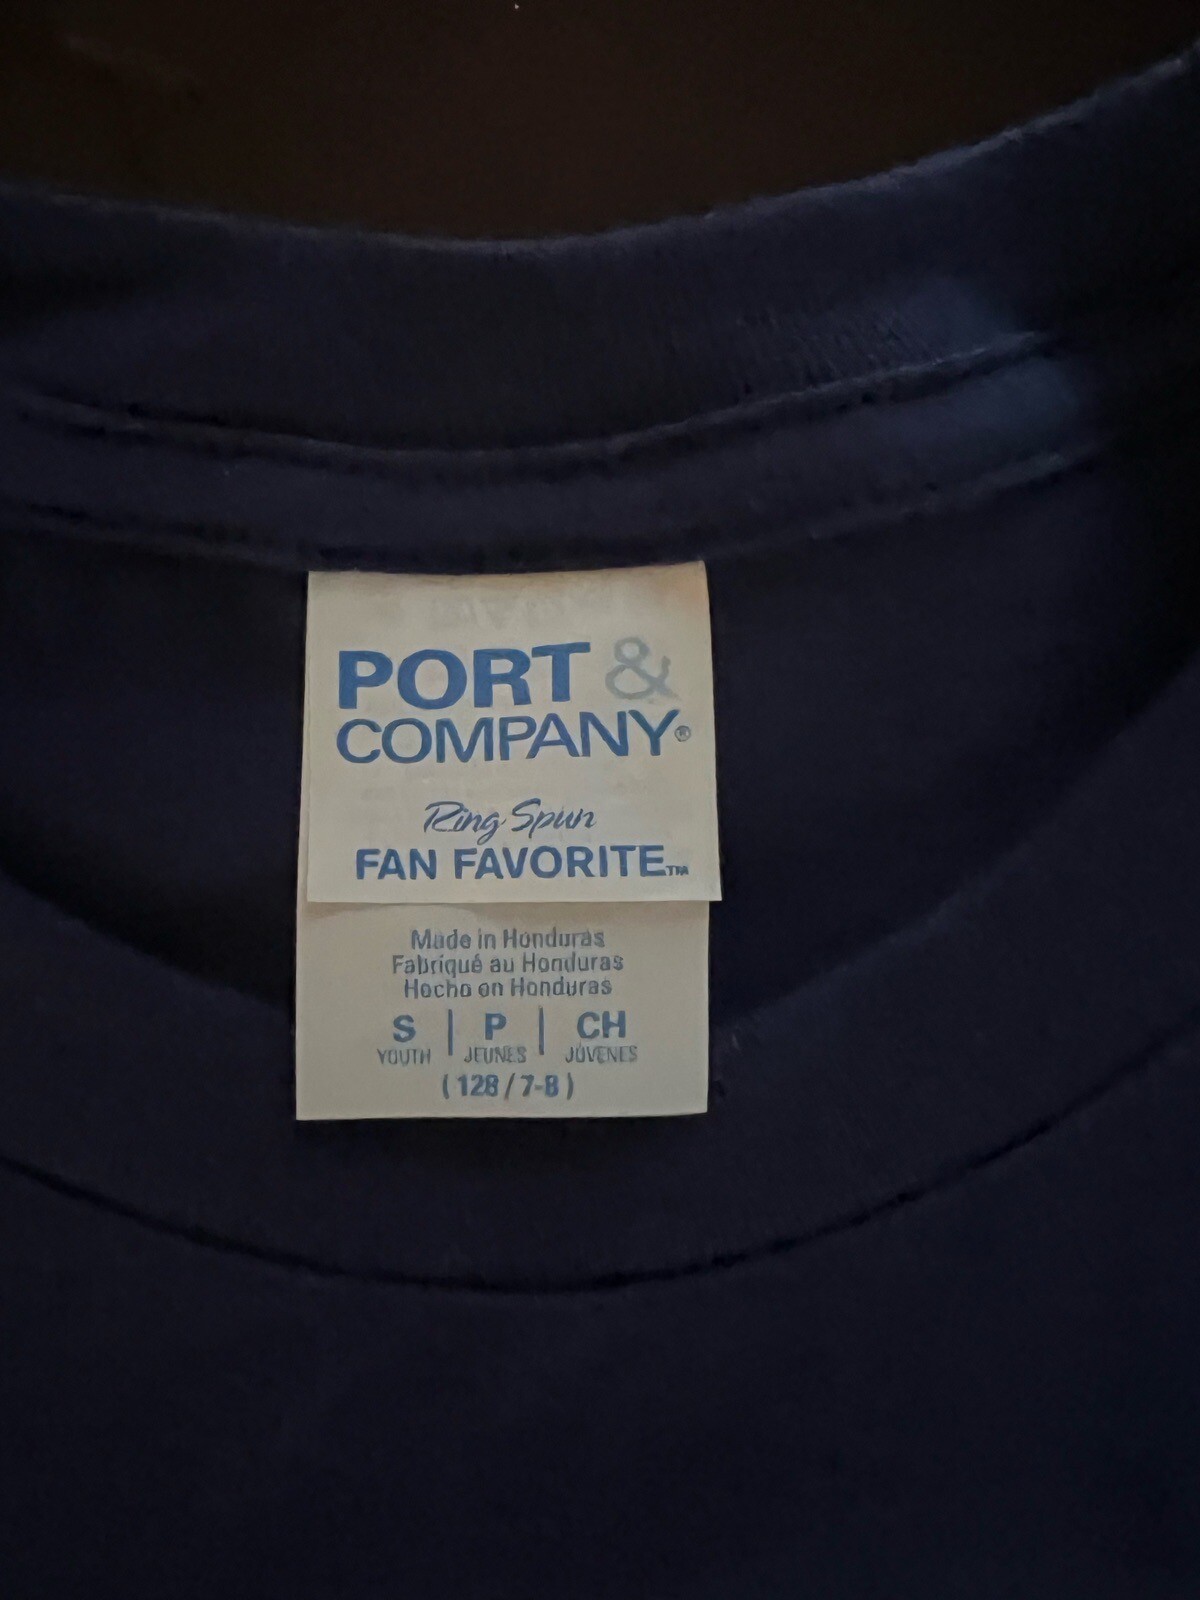 PORT &
COMPANY®
Ring Spun
FAN FAVORITE™
Made in Honduras
Fabriqué au Honduras
Hecho en Honduras
S | P | CH
YOUTH JEUNES JÓVENES
(128/7-8)